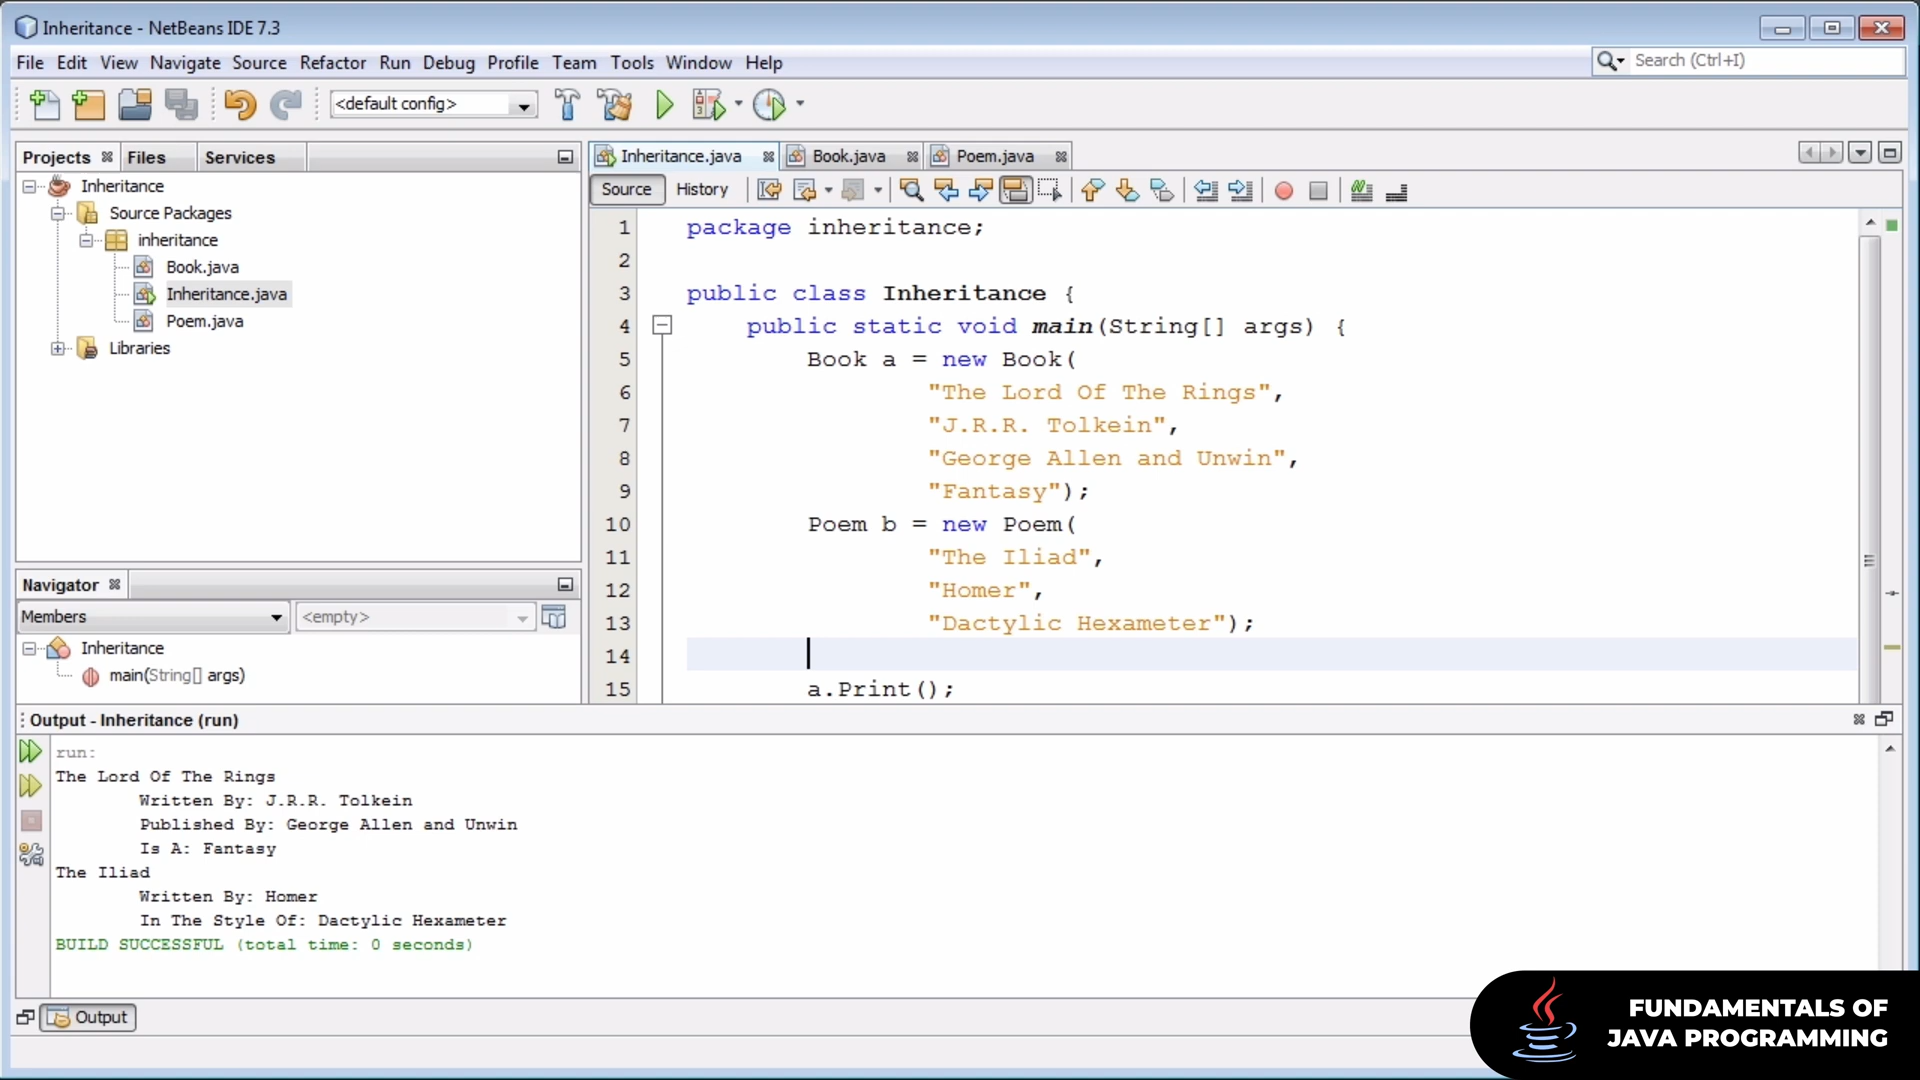 Inheritance - NetBeans IDE 7.3
File Edit View Navigate Source Refactor Run Debug Profile Team Tools Window Help
Search (Ctrl+I)
<default config>
Projects Files Services
Inheritance
Source Packages
inheritance
Book.java
Inheritance.java
Poem.java
Libraries
Navigator
Members <empty>
Inheritance
main(String[] args)
Inheritance.java Book.java Poem.java
Source History
1 package inheritance;
2
3 public class Inheritance {
4 public static void main(String[] args) {
5 Book a = new Book(
6 "The Lord Of The Rings",
7 "J.R.R. Tolkein",
8 "George Allen and Unwin",
9 "Fantasy");
10 Poem b = new Poem(
11 "The Iliad",
12 "Homer",
13 "Dactylic Hexameter");
14
15 a.Print();
Output - Inheritance (run)
run:
The Lord Of The Rings
Written By: J.R.R. Tolkein
Published By: George Allen and Unwin
Is A: Fantasy
The Iliad
Written By: Homer
In The Style Of: Dactylic Hexameter
BUILD SUCCESSFUL (total time: 0 seconds)
Output
FUNDAMENTALS OF
JAVA PROGRAMMING